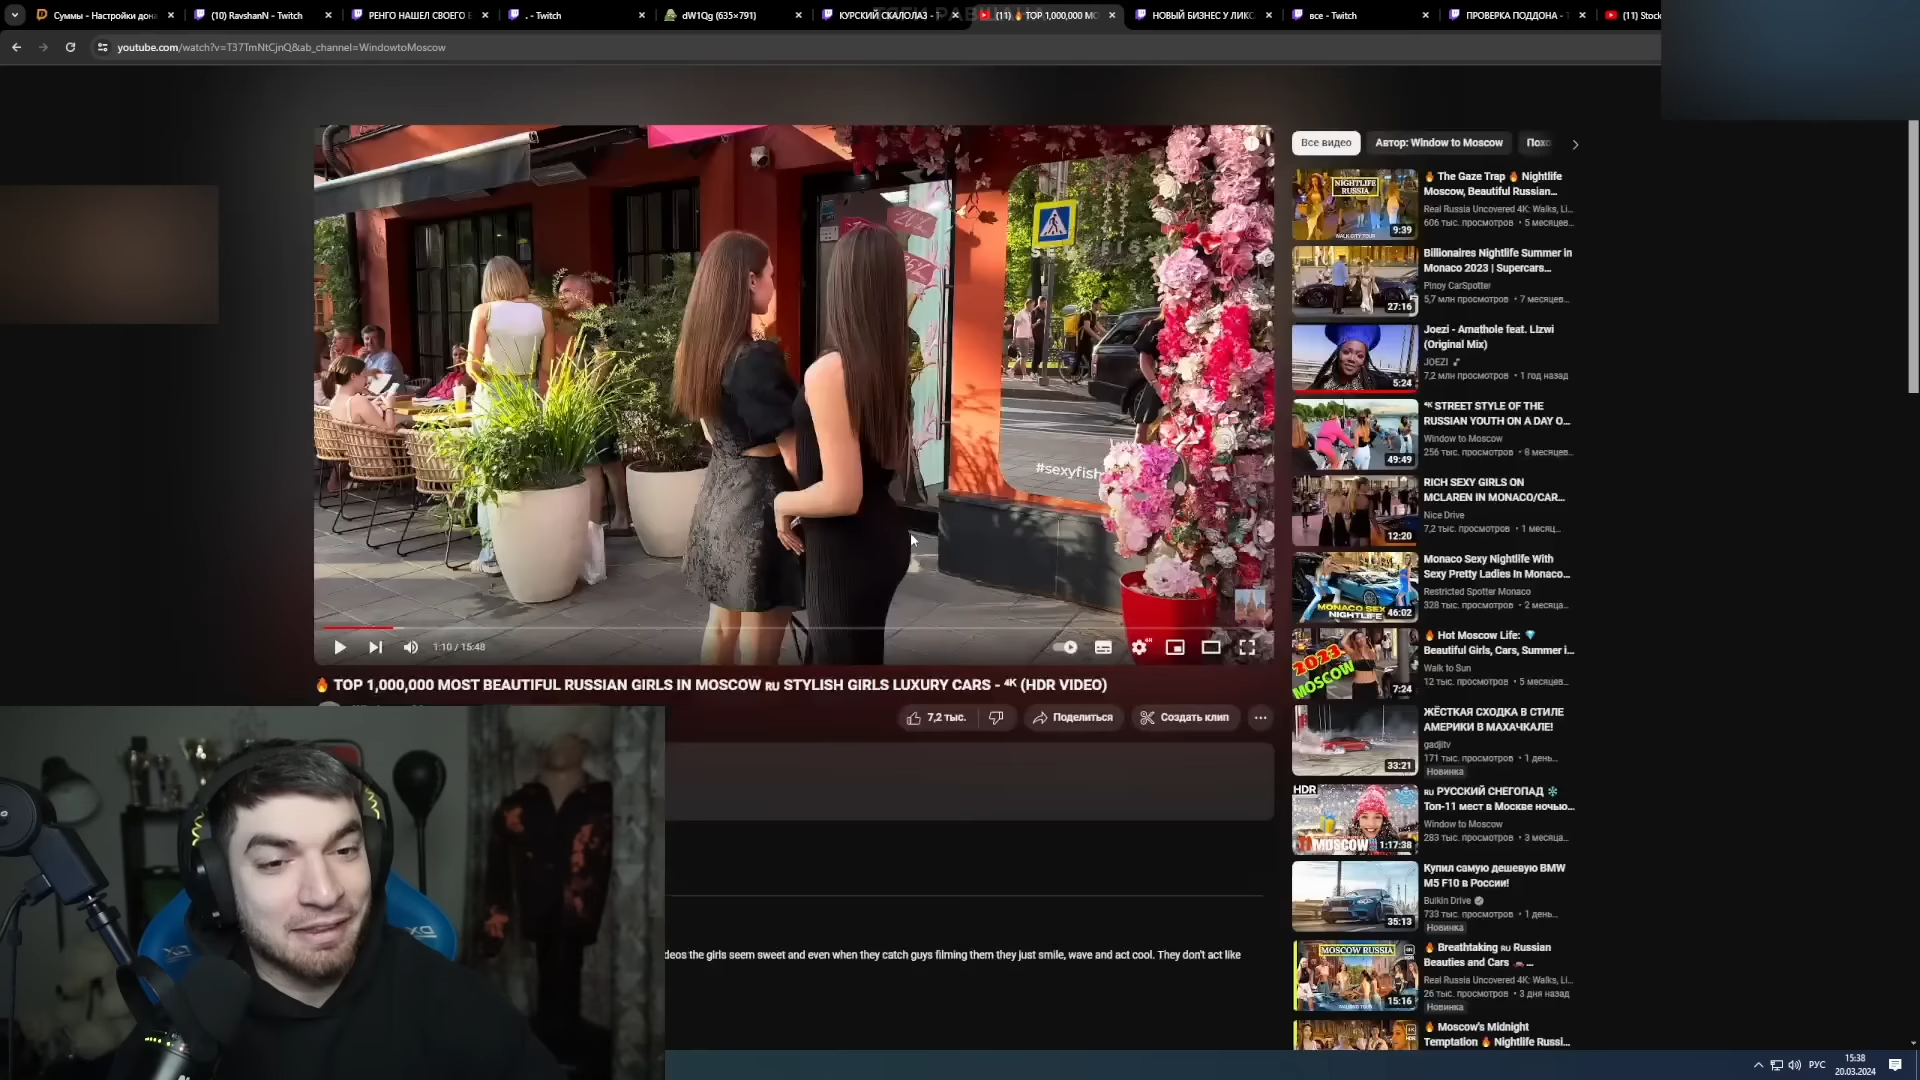 Суммы - Настройки дона
(10) RavshanN - Twitch
РЕНГО НАШЕЛ СВОЕГО Б
. - Twitch
dW1Qg (635×791)
КУРСКИЙ СКАЛОЛАЗ - T
(11) 🔥 TOP 1,000,000 MO
НОВЫЙ БИЗНЕС У ЛИКС
все - Twitch
ПРОВЕРКА ПОДДОНА - T
(11) Stock
youtube.com/watch?v=T37TmNtCjnQ&ab_channel=WindowtoMoscow
Все видео
Автор: Window to Moscow
Похо
#sexyfish
1:10 / 15:48
🔥 TOP 1,000,000 MOST BEAUTIFUL RUSSIAN GIRLS IN MOSCOW RU STYLISH GIRLS LUXURY CARS - 4K (HDR VIDEO)
7,2 тыс.
Поделиться
Создать клип
deos the girls seem sweet and even when they catch guys filming them they just smile, wave and act cool. They don't act like
NIGHTLIFE
RUSSIA
WALK CITY TOUR
9:39
🔥 The Gaze Trap 🔥 Nightlife
Moscow, Beautiful Russian...
Real Russia Uncovered 4K: Walks, Li...
606 тыс. просмотров • 5 месяцев...
27:16
Billionaires Nightlife Summer in
Monaco 2023 | Supercars...
Pinoy CarSpotter
5,7 млн просмотров • 7 месяцев...
5:24
Joezi - Amathole feat. Lizwi
(Original Mix)
JOEZI
7,2 млн просмотров • 1 год назад
49:49
4K STREET STYLE OF THE
RUSSIAN YOUTH ON A DAY O...
Window to Moscow
256 тыс. просмотров • 8 месяцев...
12:20
RICH SEXY GIRLS ON
MCLAREN IN MONACO/CAR...
Nice Drive
7,2 тыс. просмотров • 1 месяц...
MONACO SEXY
NIGHTLIFE
46:02
Monaco Sexy Nightlife With
Sexy Pretty Ladies In Monaco...
Restricted Spotter Monaco
328 тыс. просмотров • 2 месяца...
2023
MOSCOW
7:24
🔥 Hot Moscow Life: 💎
Beautiful Girls, Cars, Summer i...
Walk to Sun
12 тыс. просмотров • 5 месяцев...
33:21
ЖЁСТКАЯ СХОДКА В СТИЛЕ
АМЕРИКИ В МАХАЧКАЛЕ!
gadjitv
171 тыс. просмотров • 1 день...
Новинка
HDR
MOSCOW
1:17:38
RU РУССКИЙ СНЕГОПАД ❄
Топ-11 мест в Москве ночью...
Window to Moscow
283 тыс. просмотров • 3 месяца...
35:13
Купил самую дешевую BMW
M5 F10 в России!
Bulkin Drive
733 тыс. просмотров • 1 день...
Новинка
MOSCOW RUSSIA
15:16
🔥 Breathtaking RU Russian
Beauties and Cars 🚗 ...
Real Russia Uncovered 4K: Walks, Li...
26 тыс. просмотров • 3 дня назад
Новинка
🔥 Moscow's Midnight
Temptation 🔥 Nightlife Russi...
РУС
15:38
20.03.2024